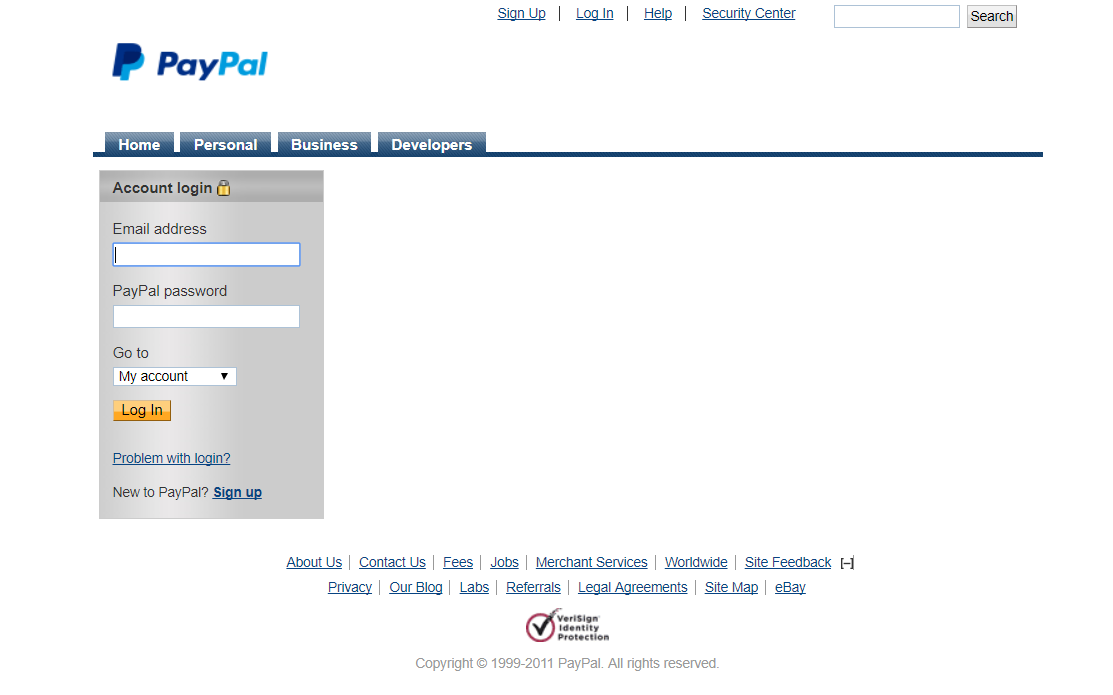 Sign Up | Log In | Help | Security Center Search
PayPal
Home Personal Business Developers
Account login
Email address
PayPal password
Go to
My account
Log In
Problem with login?
New to PayPal? Sign up
About Us | Contact Us | Fees | Jobs | Merchant Services | Worldwide | Site Feedback [–]
Privacy | Our Blog | Labs | Referrals | Legal Agreements | Site Map | eBay
VeriSign
Identity
Protection
Copyright © 1999-2011 PayPal. All rights reserved.